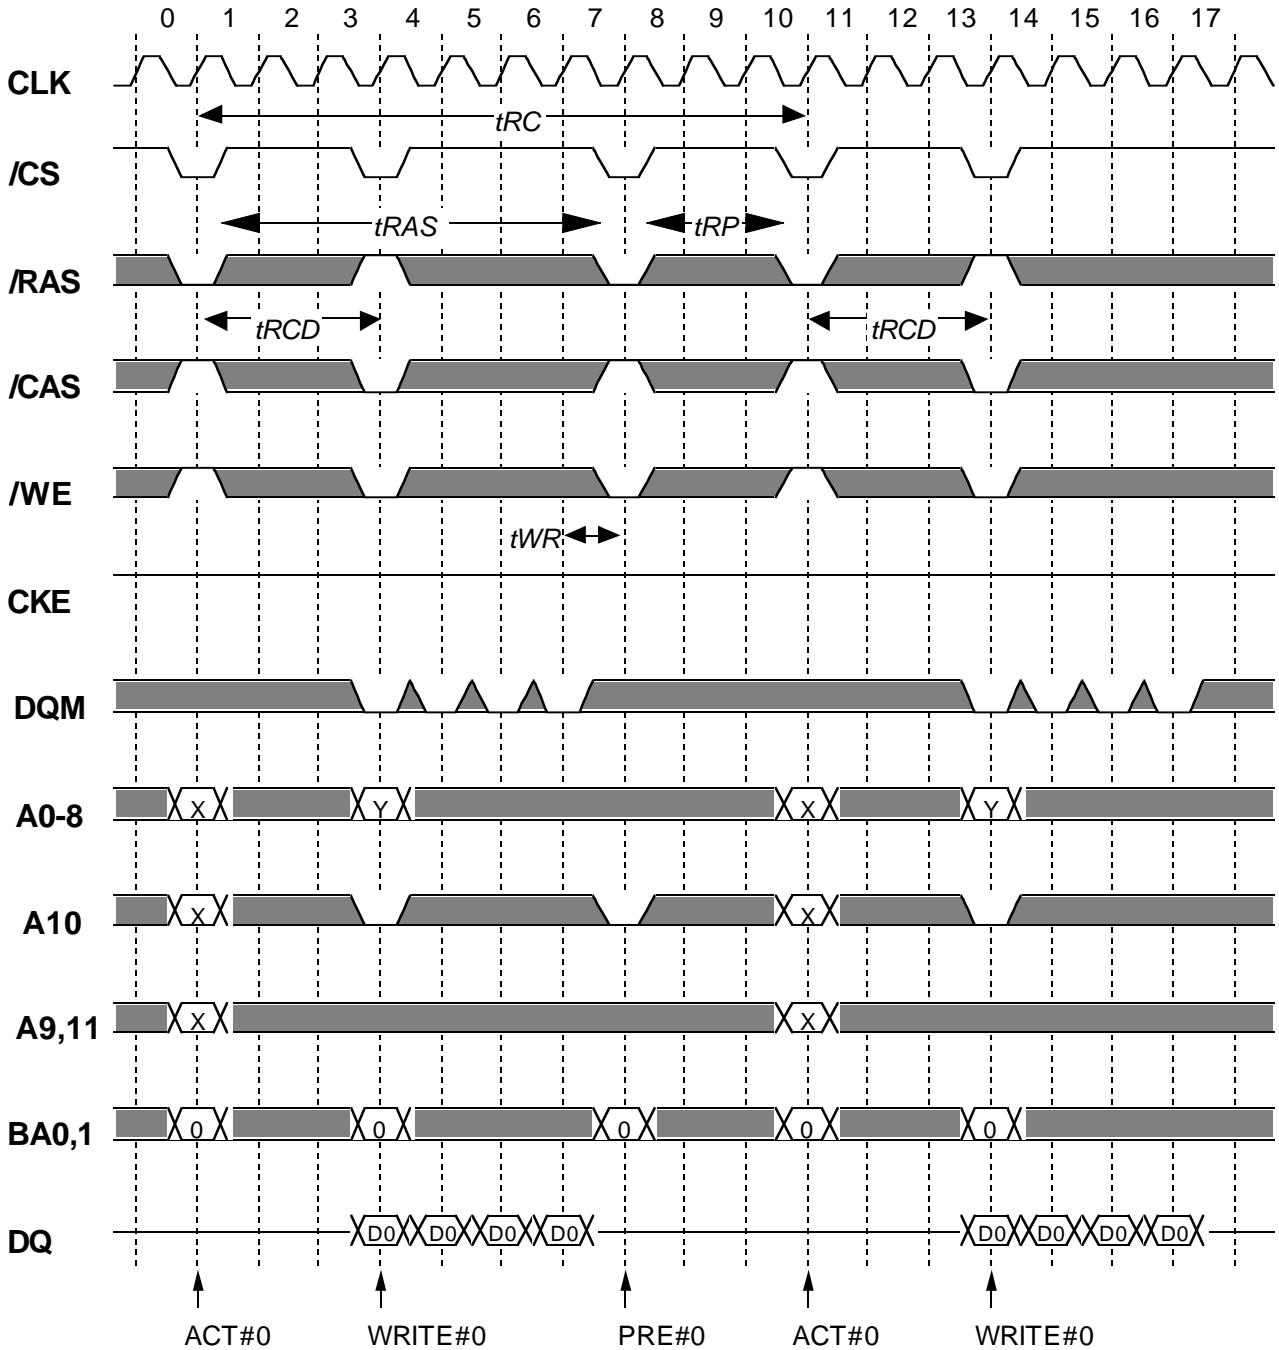 0 1 2 3 4 5 6 7 8 9 10 11 12 13 14 15 16 17
CLK
tRC
/CS
tRAS tRP
/RAS
tRCD tRCD
/CAS
/WE
tWR
CKE
DQM
A0-8 X Y X Y
A10 X X
A9,11 X X
BA0,1 0 0 0 0 0
DQ D0 D0 D0 D0 D0 D0 D0 D0
ACT#0 WRITE#0 PRE#0 ACT#0 WRITE#0